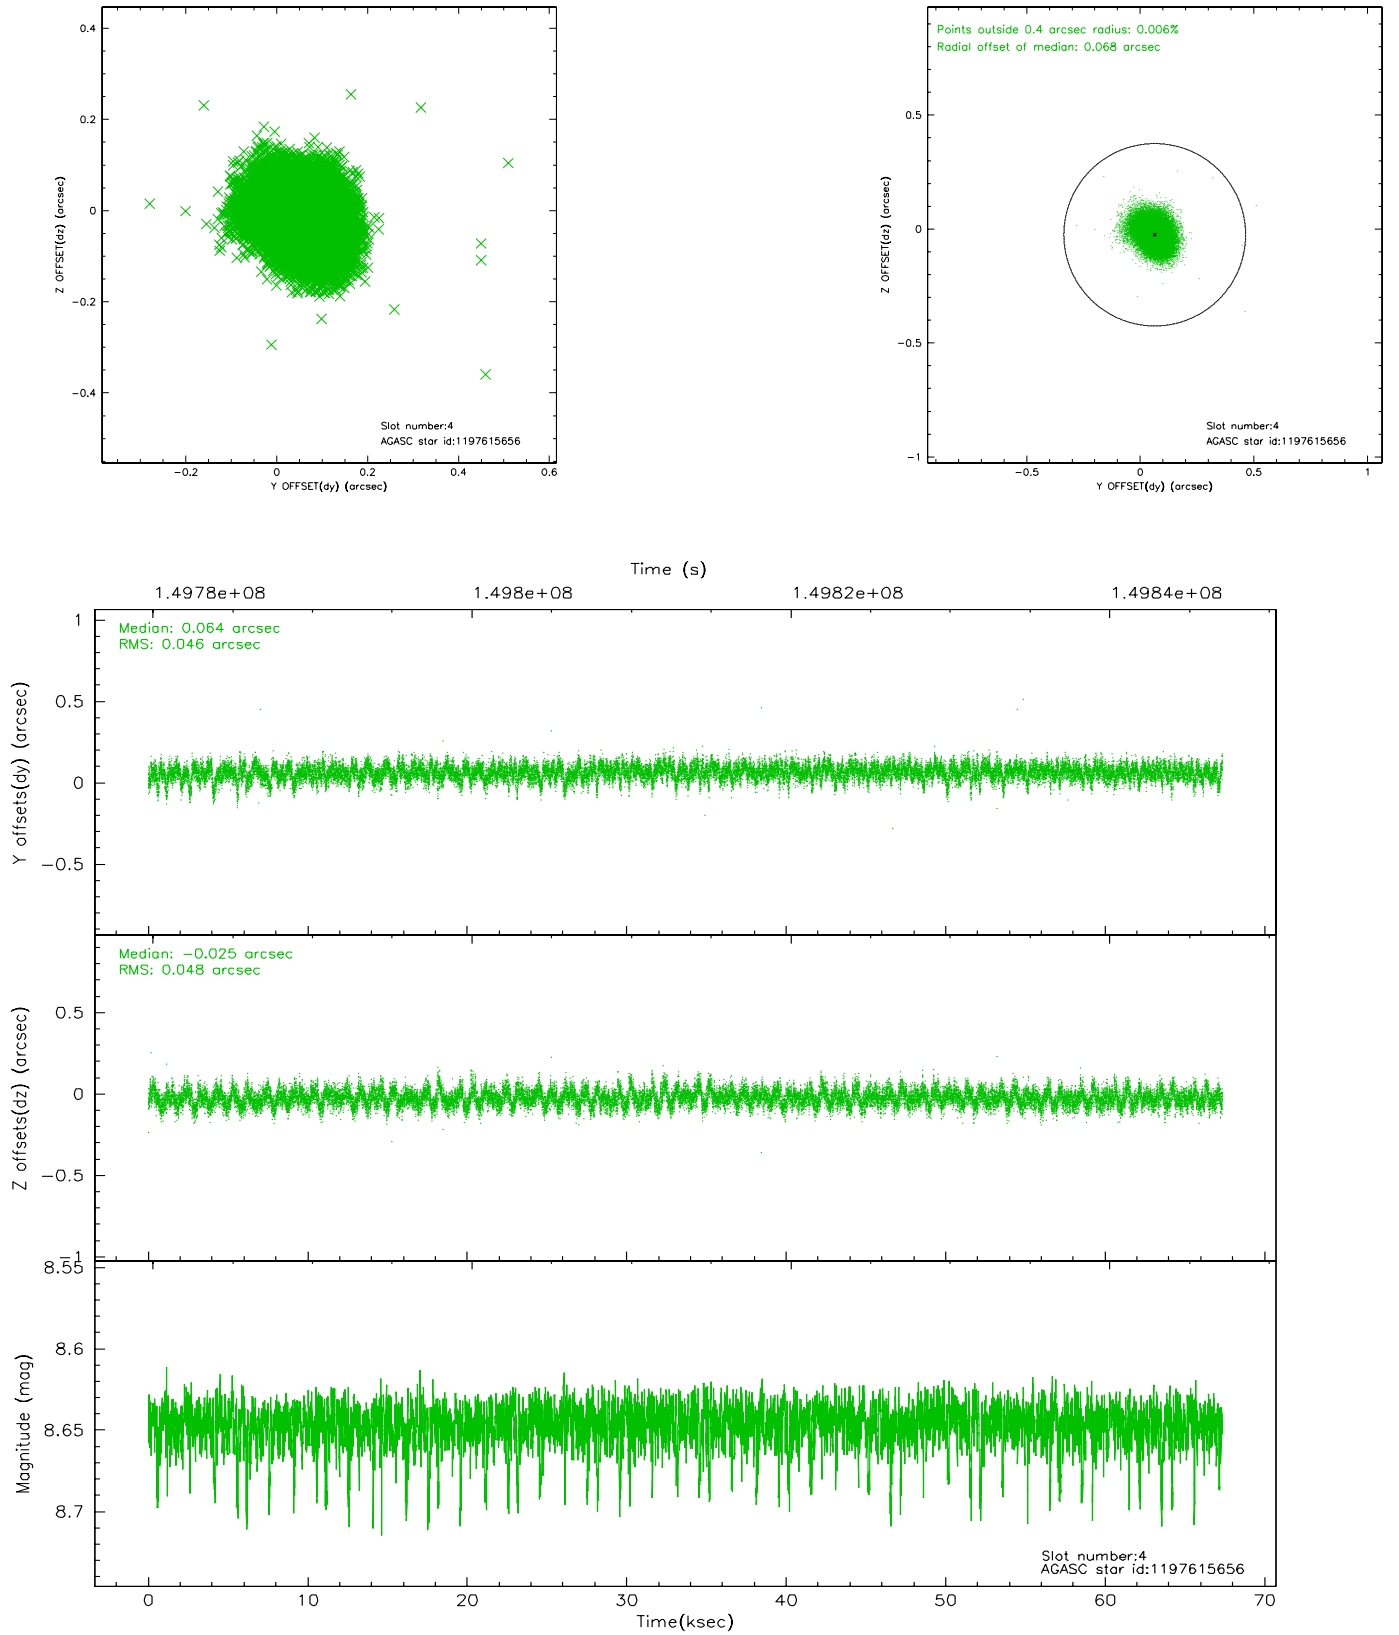 0.4
0.2
0
−0.2
−0.4
Z OFFSET(dz) (arcsec)
Slot number:4
AGASC star id:1197615656
−0.2 0 0.2 0.4 0.6
Y OFFSET(dy) (arcsec)
Points outside 0.4 arcsec radius: 0.006%
Radial offset of median: 0.068 arcsec
0.5
0
−0.5
−1
Z OFFSET(dz) (arcsec)
Slot number:4
AGASC star id:1197615656
−0.5 0 0.5 1
Y OFFSET(dy) (arcsec)
Time (s)
1.4978e+08 1.498e+08 1.4982e+08 1.4984e+08
Median: 0.064 arcsec
RMS: 0.046 arcsec
1
0.5
0
−0.5
Y offsets(dy) (arcsec)
Median: −0.025 arcsec
RMS: 0.048 arcsec
0.5
0
−0.5
−1
Z offsets(dz) (arcsec)
8.55
8.6
8.65
8.7
Magnitude (mag)
Slot number:4
AGASC star id:1197615656
0 10 20 30 40 50 60 70
Time(ksec)